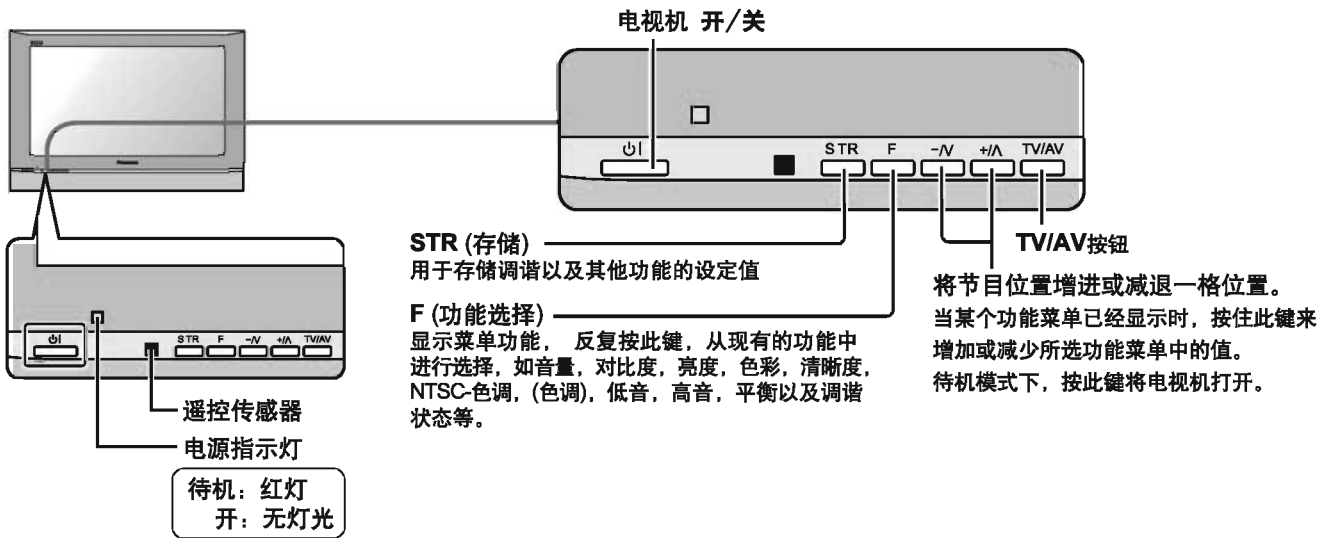 电视机 开/关
STR F -/V +/Λ TV/AV
STR (存储)
用于存储调谐以及其他功能的设定值
F (功能选择)
显示菜单功能， 反复按此键，从现有的功能中
进行选择，如音量，对比度，亮度，色彩，清晰度，
NTSC-色调，(色调)，低音，高音，平衡以及调谐
状态等。
TV/AV按钮
将节目位置增进或减退一格位置。
当某个功能菜单已经显示时，按住此键来
增加或减少所选功能菜单中的值。
待机模式下，按此键将电视机打开。
STR F -/V +/Λ TV/AV
遥控传感器
电源指示灯
待机：红灯
开：无灯光